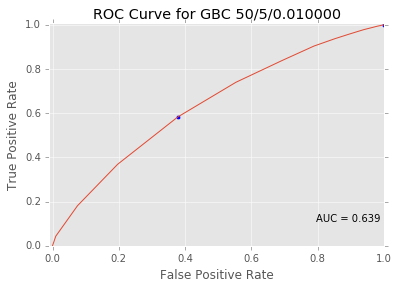 ROC Curve for GBC 50/5/0.010000
1.0
0.8
0.6
0.4
0.2
0.0
True Positive Rate
AUC = 0.639
0.0 0.2 0.4 0.6 0.8 1.0
False Positive Rate